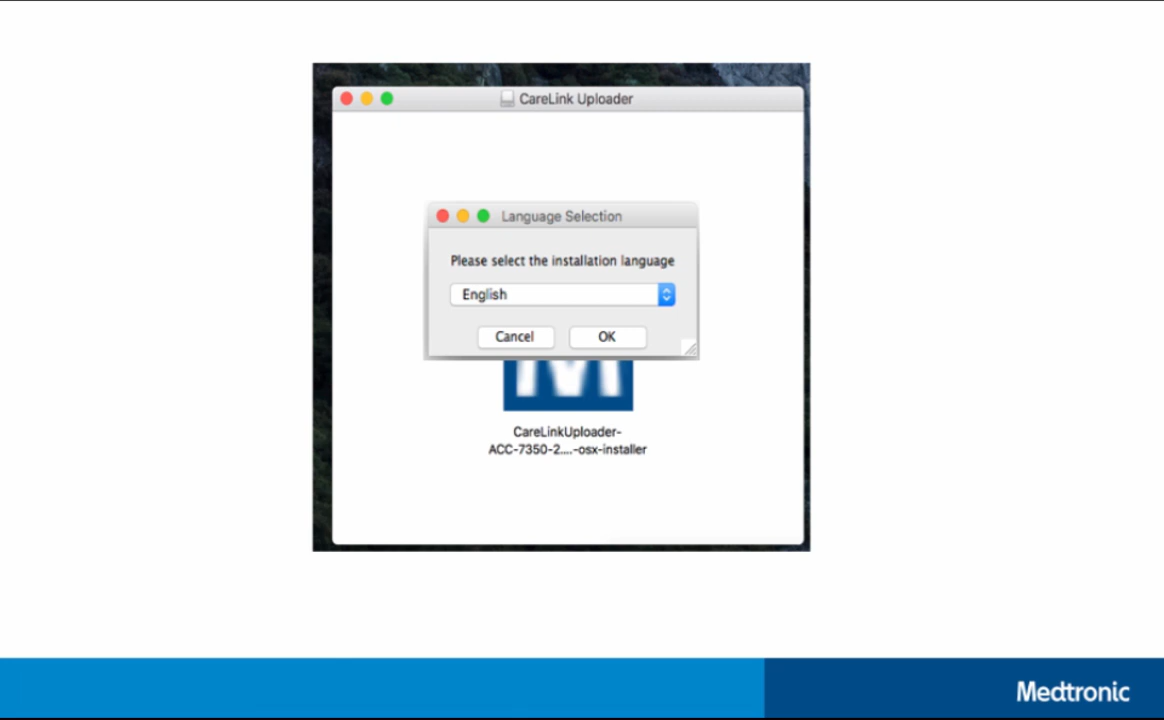 CareLink Uploader
Language Selection
Please select the installation language
English
Cancel
OK
M
CareLinkUploader-
ACC-7350-2....-osx-installer
Medtronic